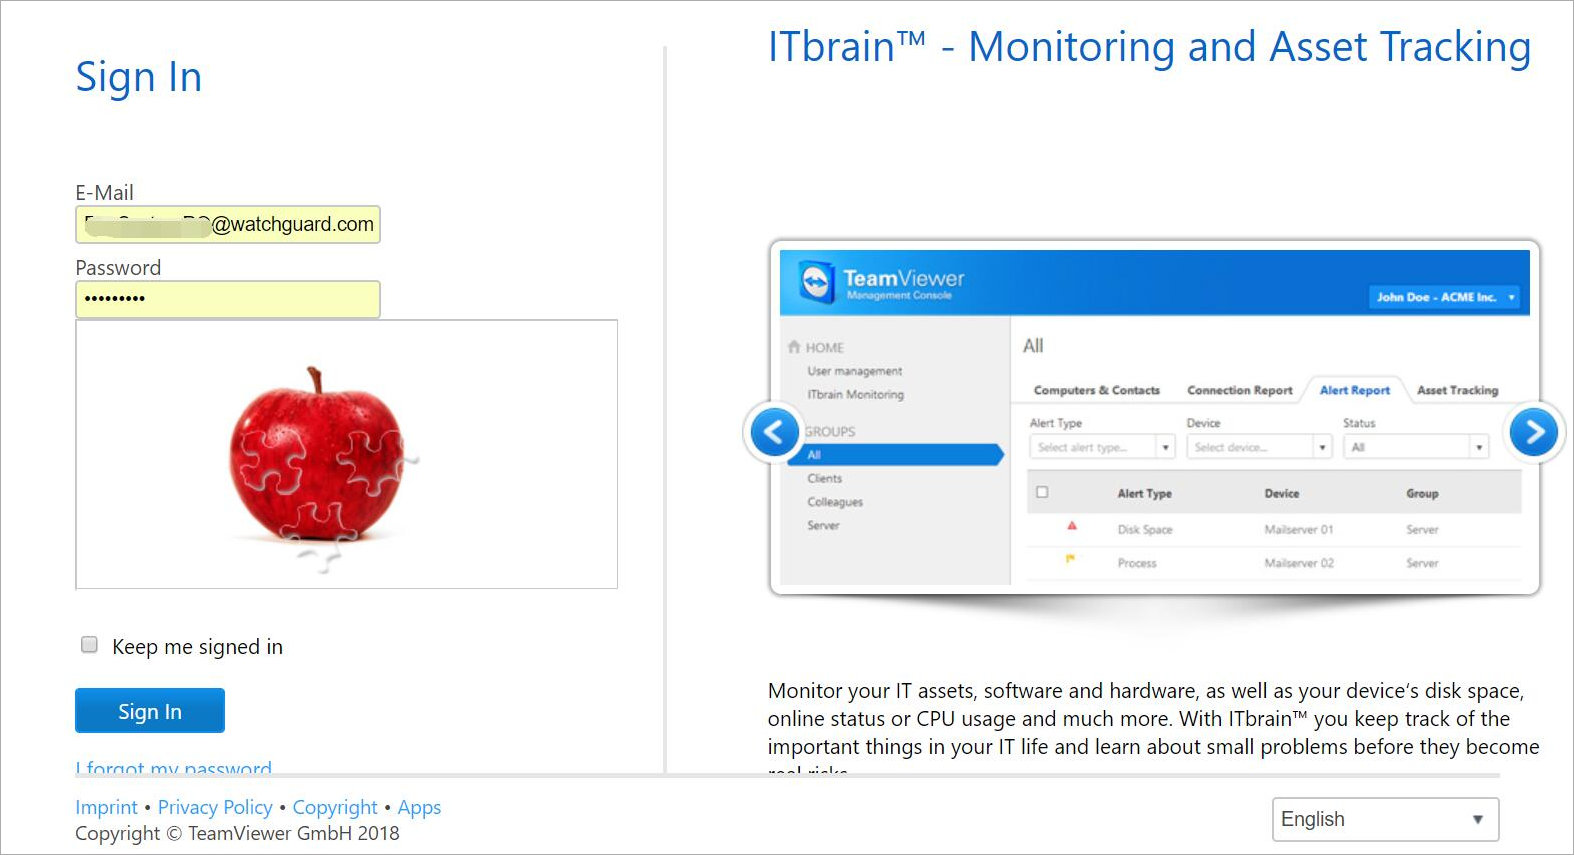 Sign In
E-Mail
@watchguard.com
Password
•••••••••
Keep me signed in
Sign In
I forgot my password
ITbrain™ - Monitoring and Asset Tracking
TeamViewer
Management Console
John Doe - ACME Inc.
HOME
User management
ITbrain Monitoring
GROUPS
All
Clients
Colleagues
Server
All
Computers & Contacts Connection Report Alert Report Asset Tracking
Alert Type Device Status
Select alert type... Select device... All
Alert Type Device Group
Disk Space Mailserver 01 Server
Process Mailserver 02 Server
Monitor your IT assets, software and hardware, as well as your device‘s disk space,
online status or CPU usage and much more. With ITbrain™ you keep track of the
important things in your IT life and learn about small problems before they become
real risks.
Imprint • Privacy Policy • Copyright • Apps
Copyright © TeamViewer GmbH 2018
English